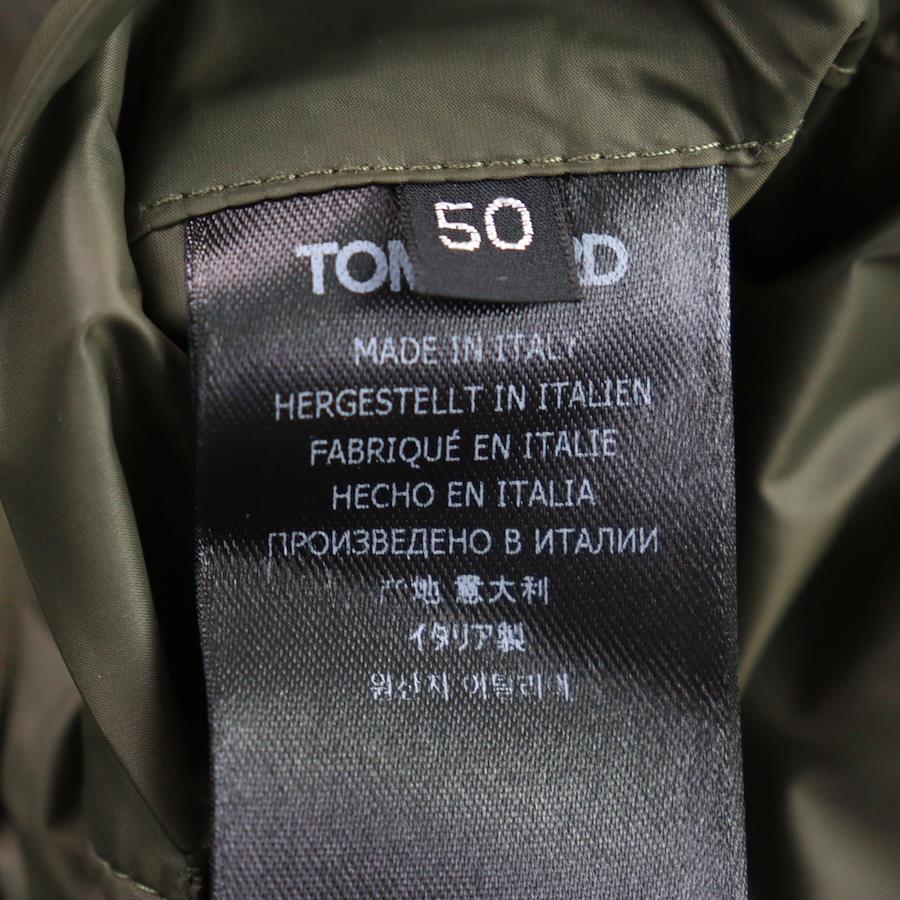 50
TOM RD
MADE IN ITALY
HERGESTELLT IN ITALIEN
FABRIQUÉ EN ITALIE
HECHO EN ITALIA
ПРОИЗВЕДЕНО В ИТАЛИИ
产地 意大利
イタリア製
원산지 이탈리애